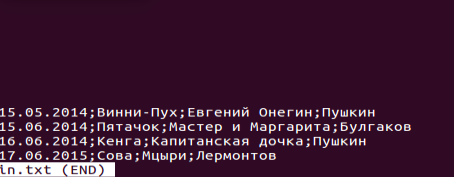 15.05.2014;Винни-Пух;Евгений Онегин;Пушкин
15.06.2014;Пятачок;Мастер и Маргарита;Булгаков
16.06.2014;Кенга;Капитанская дочка;Пушкин
17.06.2015;Сова;Мцыри;Лермонтов
in.txt (END)